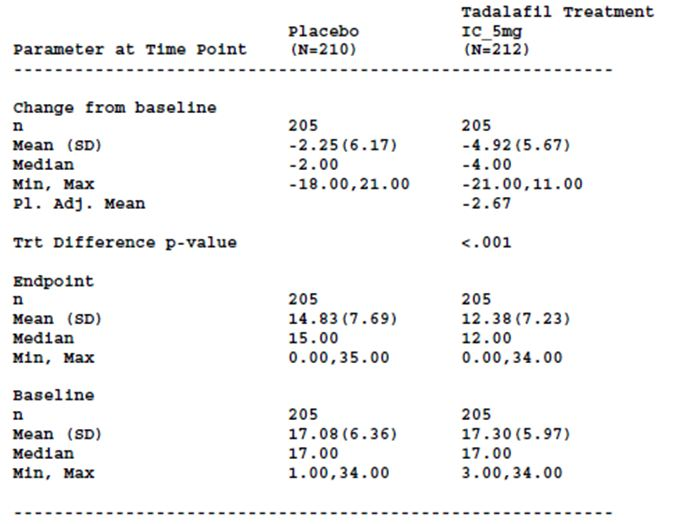 Tadalafil Treatment
Placebo IC_5mg
Parameter at Time Point (N=210) (N=212)
------------------------------------------------------------
Change from baseline
n 205 205
Mean (SD) -2.25(6.17) -4.92(5.67)
Median -2.00 -4.00
Min, Max -18.00,21.00 -21.00,11.00
Pl. Adj. Mean -2.67
Trt Difference p-value <.001
Endpoint
n 205 205
Mean (SD) 14.83(7.69) 12.38(7.23)
Median 15.00 12.00
Min, Max 0.00,35.00 0.00,34.00
Baseline
n 205 205
Mean (SD) 17.08(6.36) 17.30(5.97)
Median 17.00 17.00
Min, Max 1.00,34.00 3.00,34.00
------------------------------------------------------------